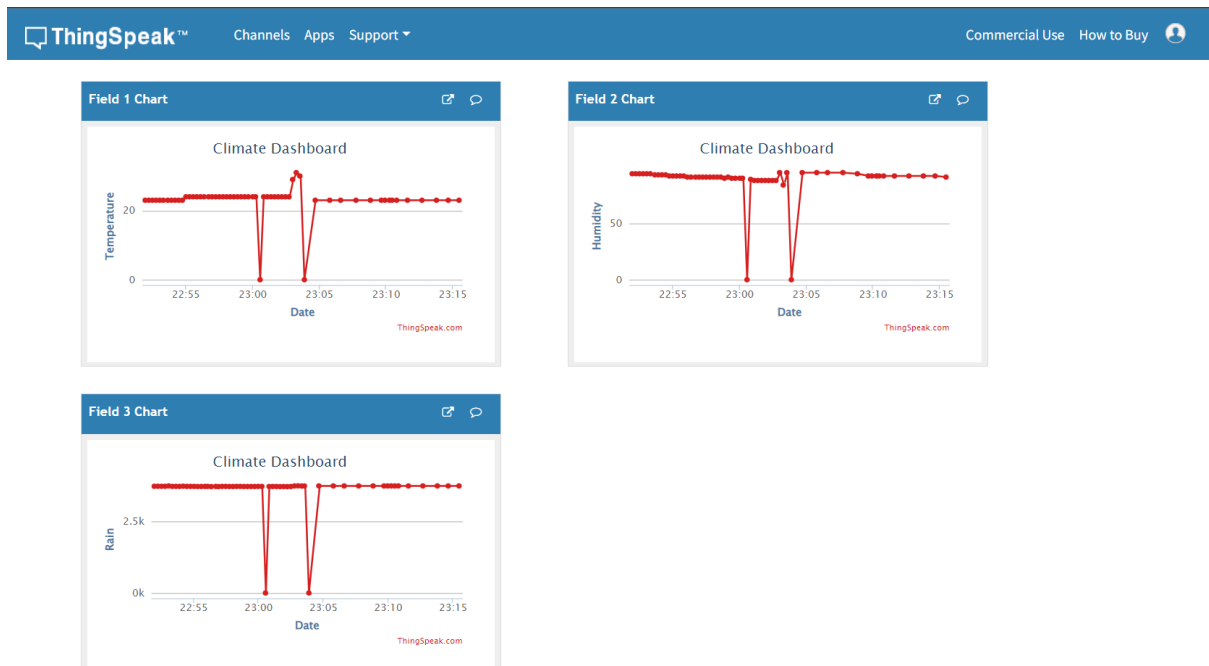 ThingSpeak™ Channels Apps Support Commercial Use How to Buy
Field 1 Chart
Climate Dashboard
Temperature
20
0
22:55 23:00 23:05 23:10 23:15
Date
ThingSpeak.com
Field 2 Chart
Climate Dashboard
Humidity
50
0
22:55 23:00 23:05 23:10 23:15
Date
ThingSpeak.com
Field 3 Chart
Climate Dashboard
Rain
2.5k
0k
22:55 23:00 23:05 23:10 23:15
Date
ThingSpeak.com